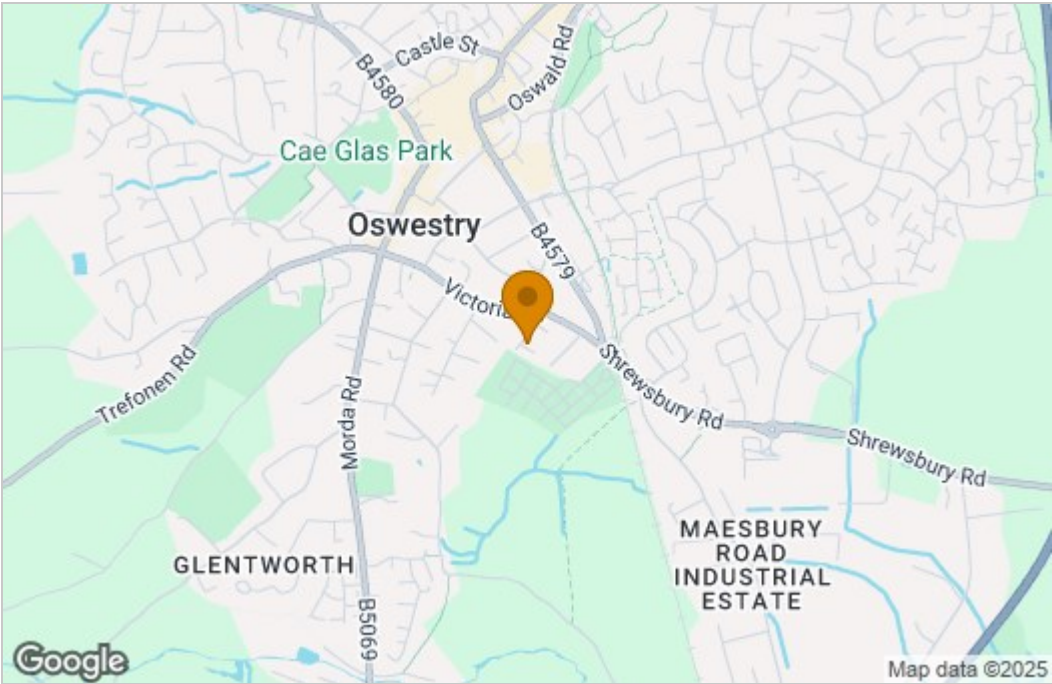 Castle St
Oswald Rd
B4580
Cae Glas Park
Oswestry
B4579
Victoria
Shrewsbury Rd
Trefonen Rd
Morda Rd
Shrewsbury Rd
MAESBURY
ROAD
INDUSTRIAL
ESTATE
GLENTWORTH
B5069
Google
Map data ©2025